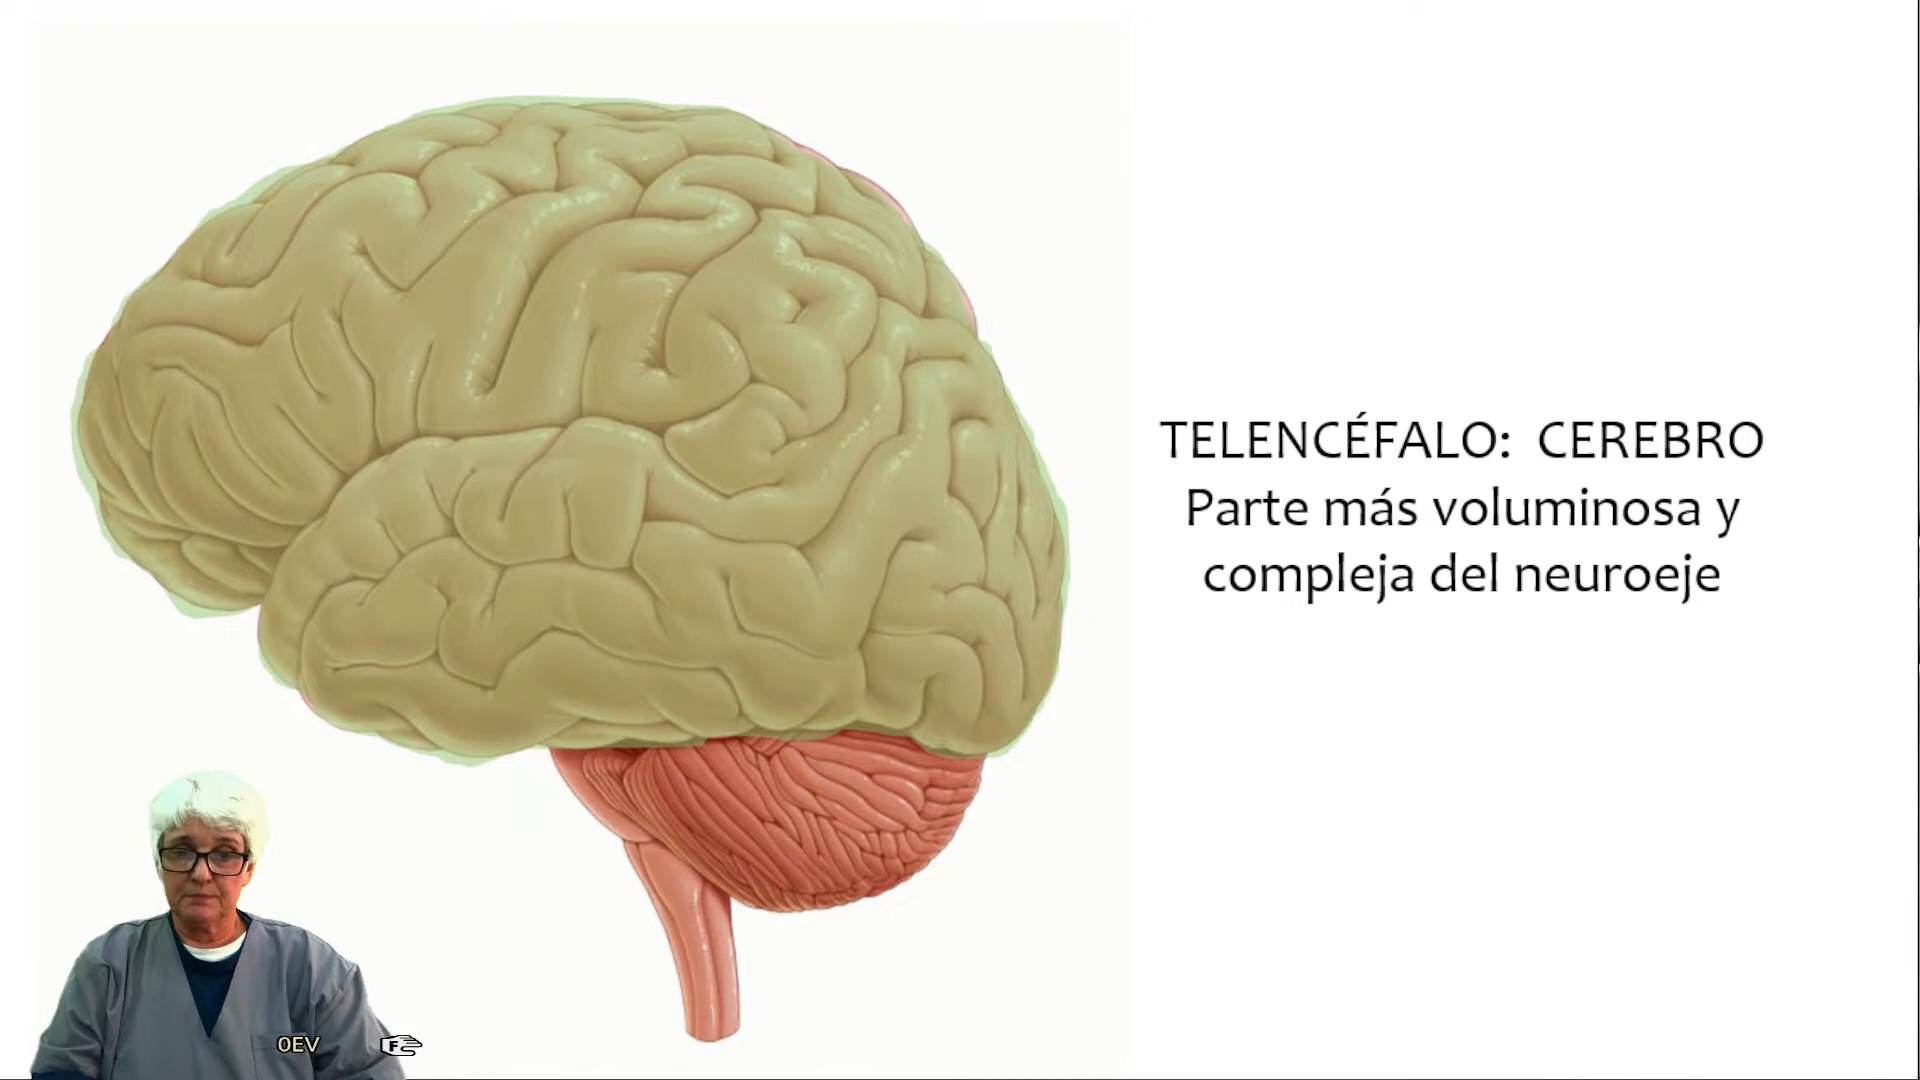 TELENCÉFALO: CEREBRO
Parte más voluminosa y
compleja del neuroeje
OEV
F